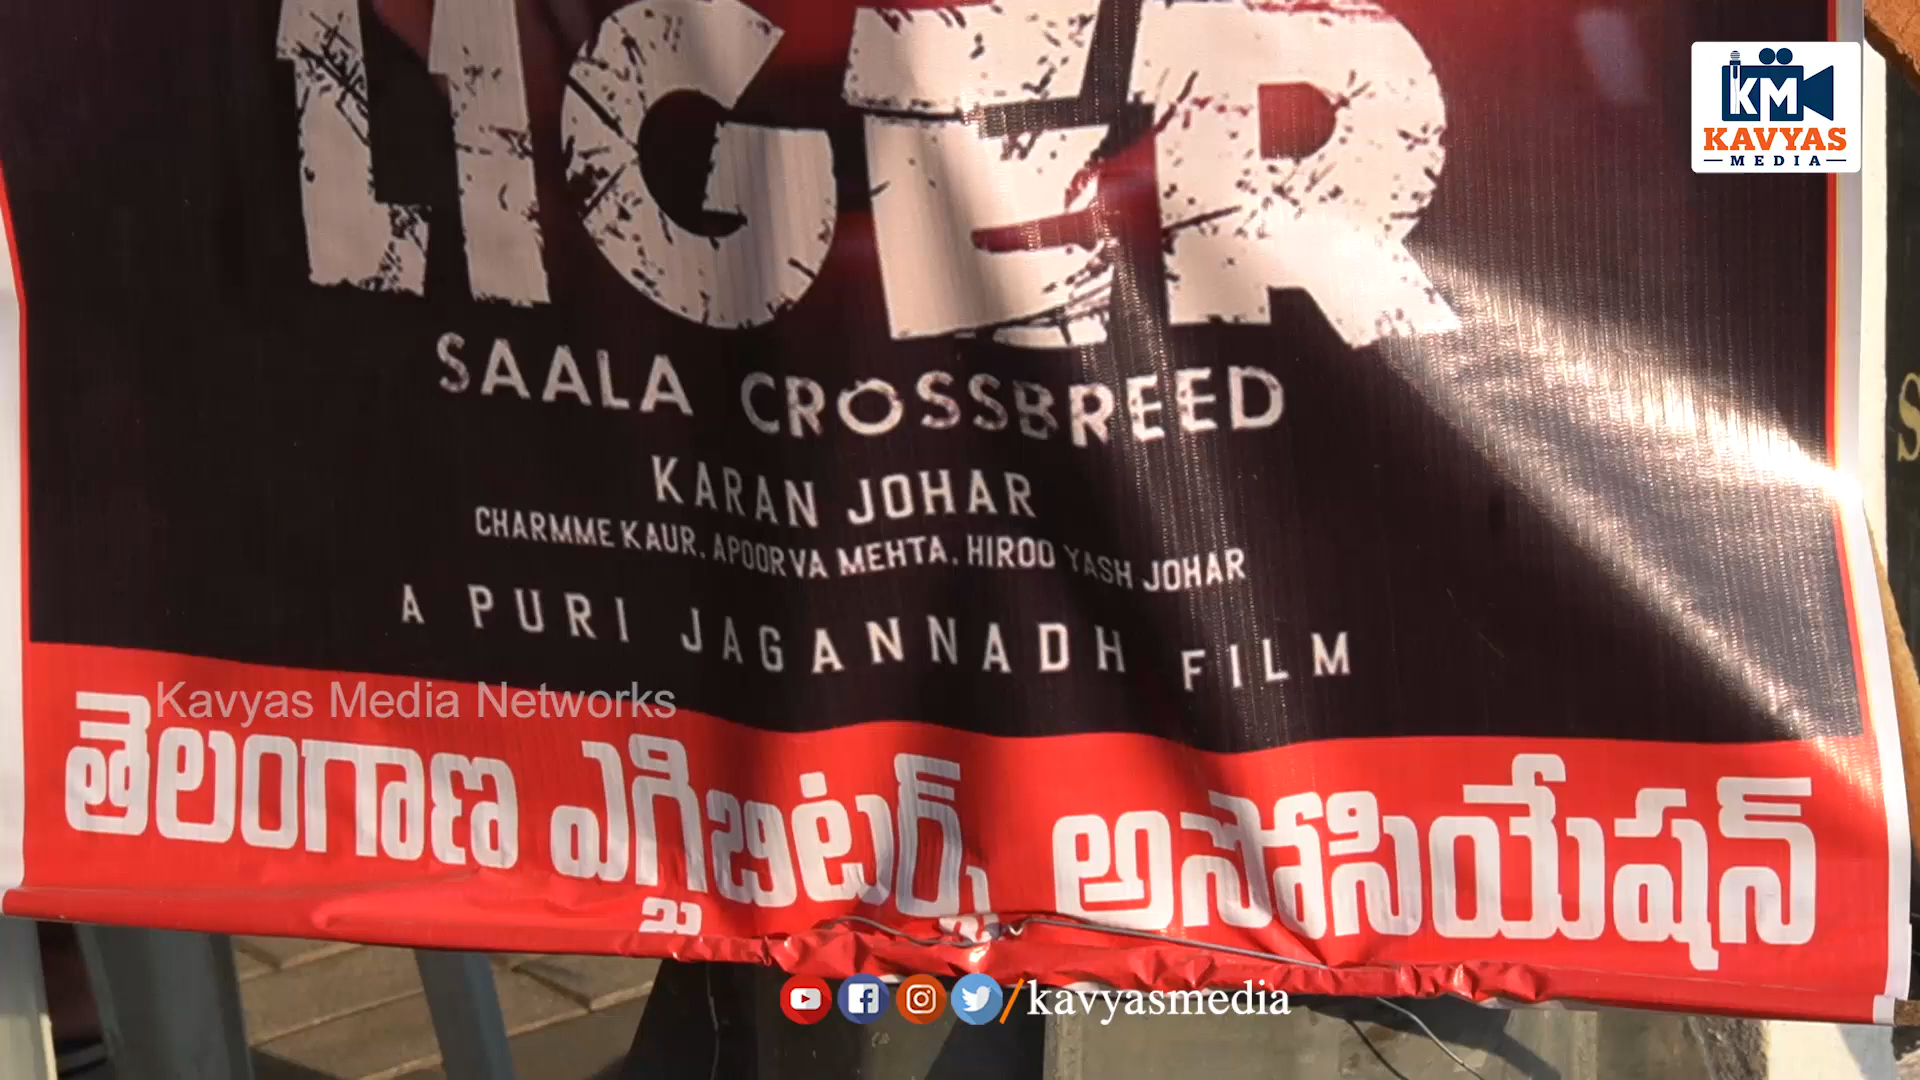 LIGER
KM
KAVYAS
MEDIA
SAALA CROSSBREED
KARAN JOHAR
CHARMME KAUR. APOORVA MEHTA. HIROO YASH JOHAR
A PURI JAGANNADH FILM
Kavyas Media Networks
తెలంగాణ ఎగ్జిబిటర్స్ అసోసియేషన్
/kavyasmedia